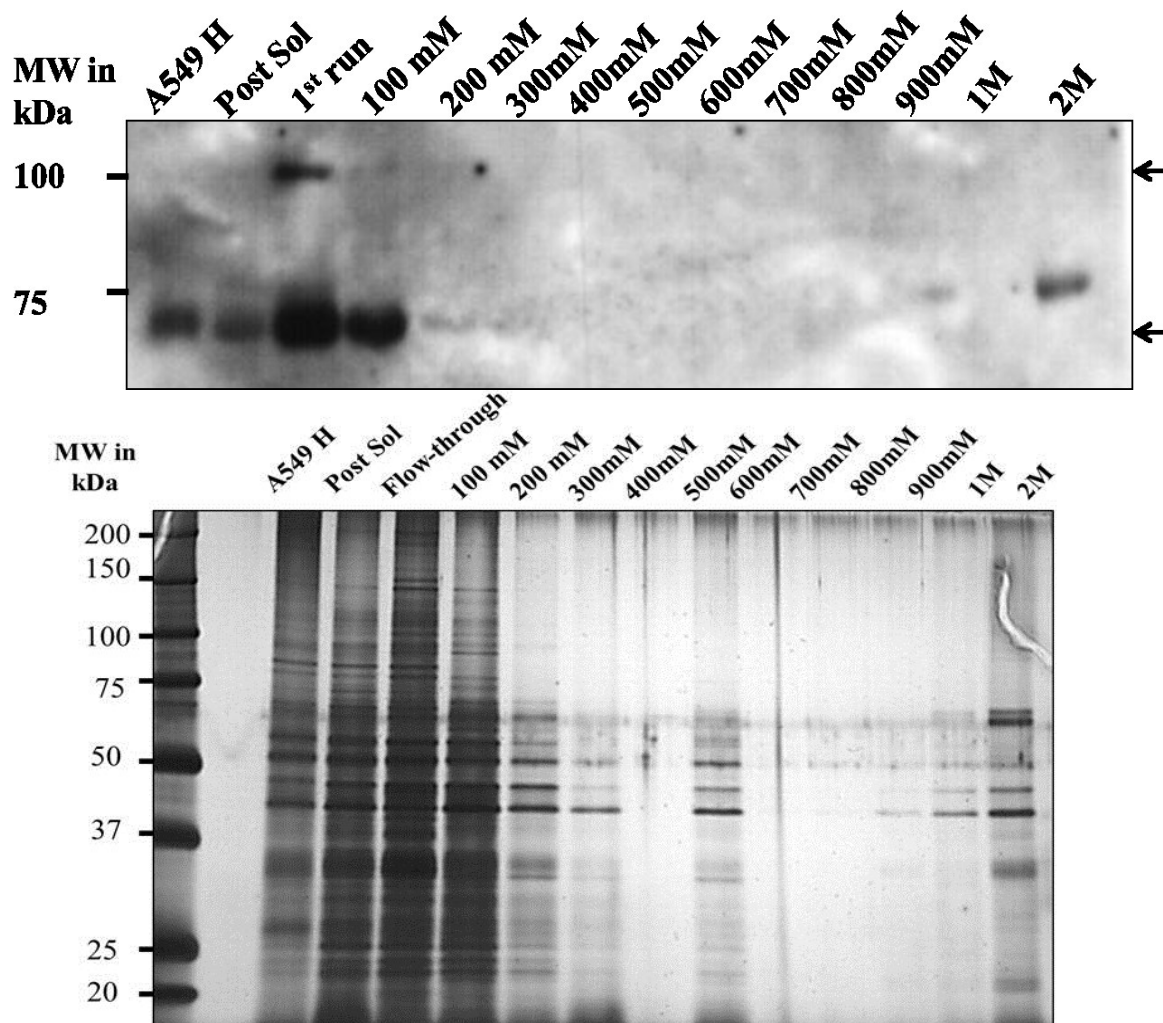 MW in
kDa
A549 H
Post Sol
1st run
100 mM
200 mM
300mM
400mM
500mM
600mM
700mM
800mM
900mM
1M
2M
100
75
MW in
kDa
A549 H
Post Sol
Flow-through
100 mM
200 mM
300mM
400mM
500mM
600mM
700mM
800mM
900mM
1M
2M
200
150
100
75
50
37
25
20